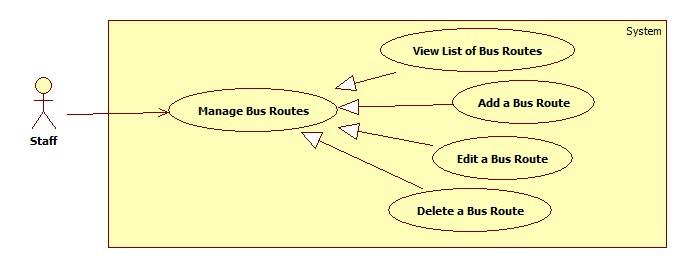 System
View List of Bus Routes
Add a Bus Route
Manage Bus Routes
Staff
Edit a Bus Route
Delete a Bus Route